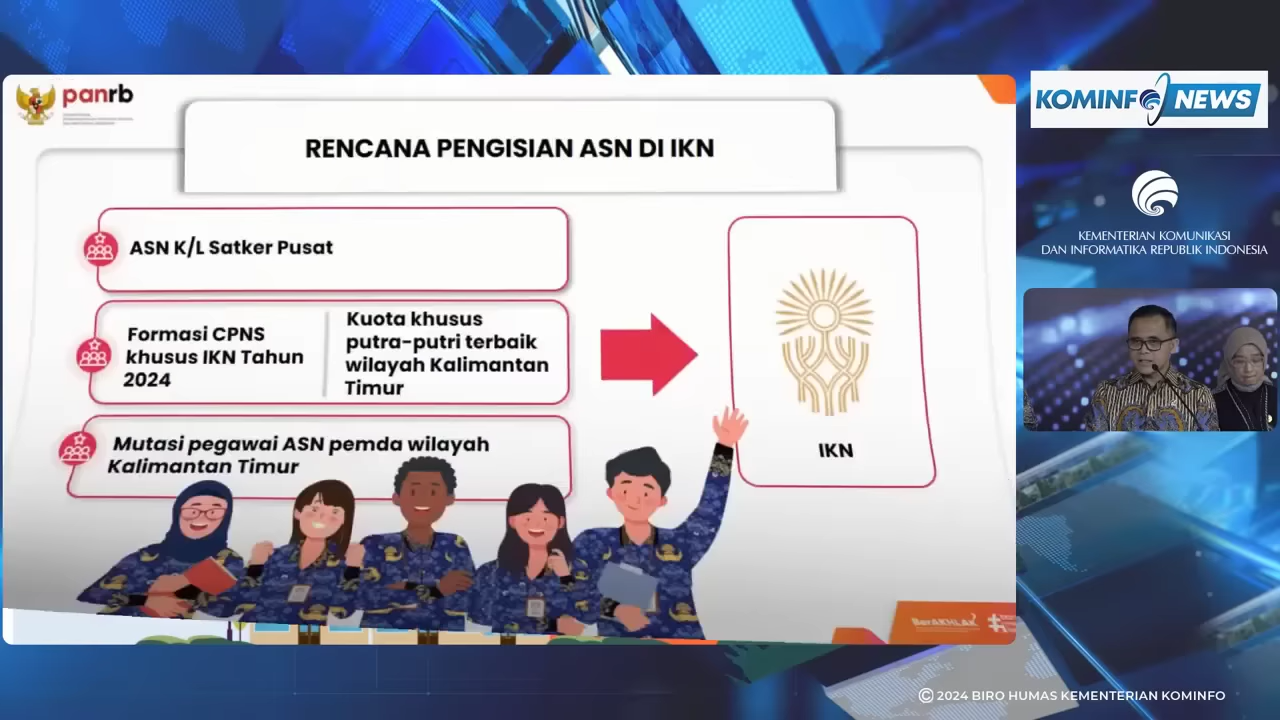 panrb
RENCANA PENGISIAN ASN DI IKN
ASN K/L Satker Pusat
Formasi CPNS
khusus IKN Tahun
2024
Kuota khusus
putra-putri terbaik
wilayah Kalimantan
Timur
Mutasi pegawai ASN pemda wilayah
Kalimantan Timur
IKN
BerAKHLAK
KOMINFO NEWS
KEMENTERIAN KOMUNIKASI
DAN INFORMATIKA REPUBLIK INDONESIA
© 2024 BIRO HUMAS KEMENTERIAN KOMINFO